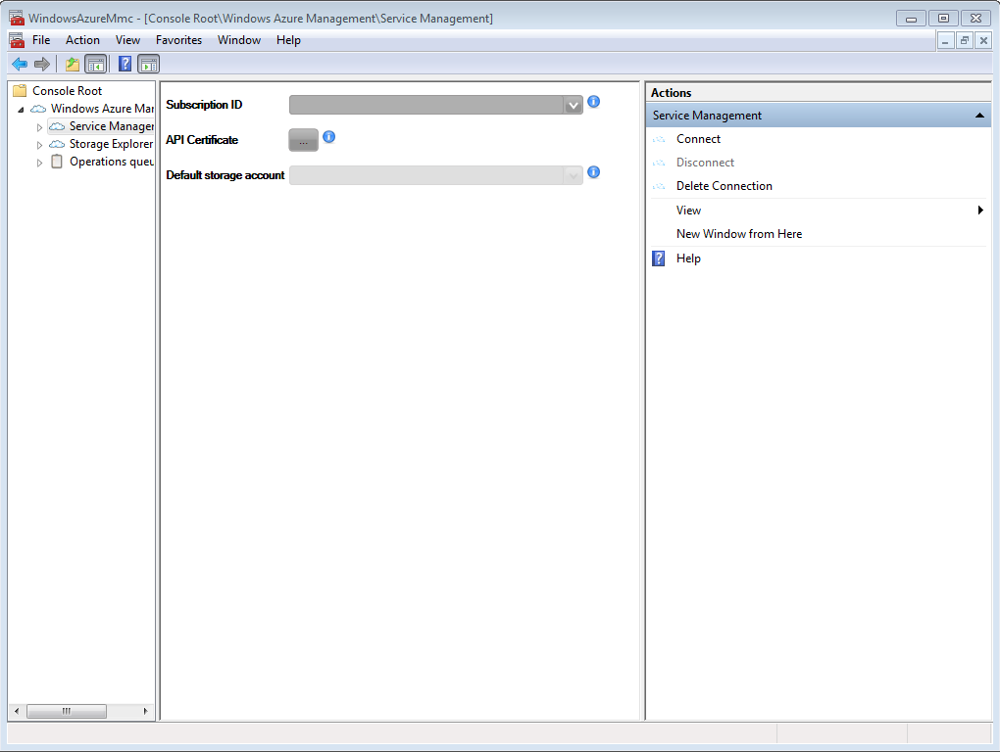 WindowsAzureMmc - [Console Root\Windows Azure Management\Service Management]
File Action View Favorites Window Help
Console Root
Windows Azure Mar
Service Manager
Storage Explorer
Operations queu
Subscription ID
API Certificate
...
Default storage account
Actions
Service Management
Connect
Disconnect
Delete Connection
View
New Window from Here
Help